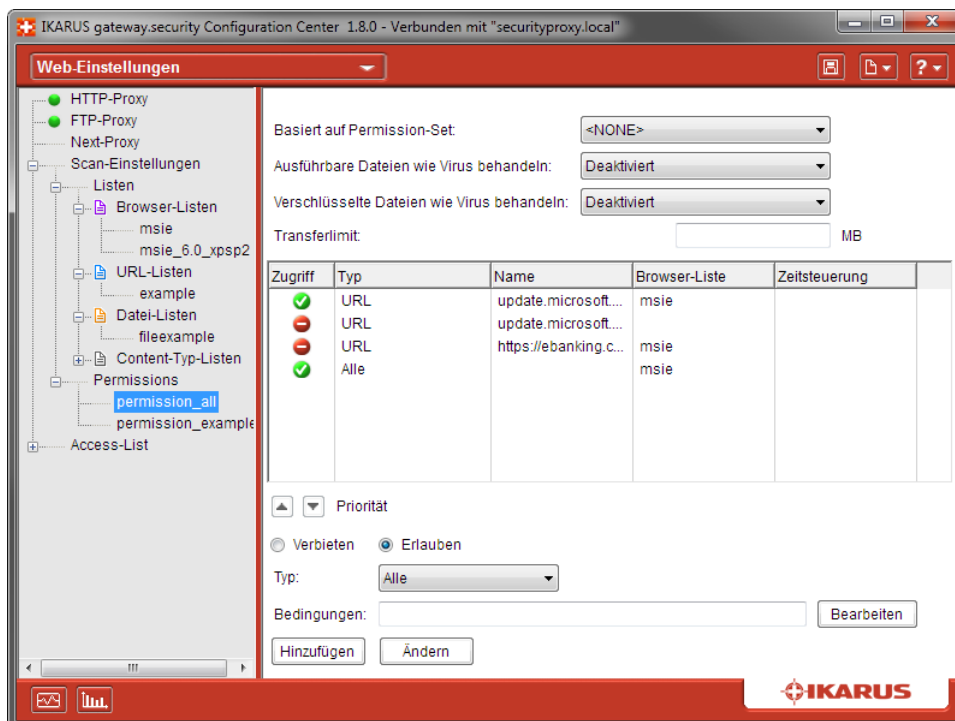 IKARUS gateway.security Configuration Center 1.8.0 - Verbunden mit "securityproxy.local"
Web-Einstellungen
HTTP-Proxy
FTP-Proxy
Next-Proxy
Scan-Einstellungen
Listen
Browser-Listen
msie
msie_6.0_xpsp2
URL-Listen
example
Datei-Listen
fileexample
Content-Typ-Listen
Permissions
permission_all
permission_example
Access-List
Basiert auf Permission-Set: <NONE>
Ausführbare Dateien wie Virus behandeln: Deaktiviert
Verschlüsselte Dateien wie Virus behandeln: Deaktiviert
Transferlimit: MB
Zugriff Typ Name Browser-Liste Zeitsteuerung
URL update.microsoft.... msie
URL update.microsoft....
URL https://ebanking.c... msie
Alle msie
Priorität
Verbieten Erlauben
Typ: Alle
Bedingungen: Bearbeiten
Hinzufügen Ändern
IKARUS